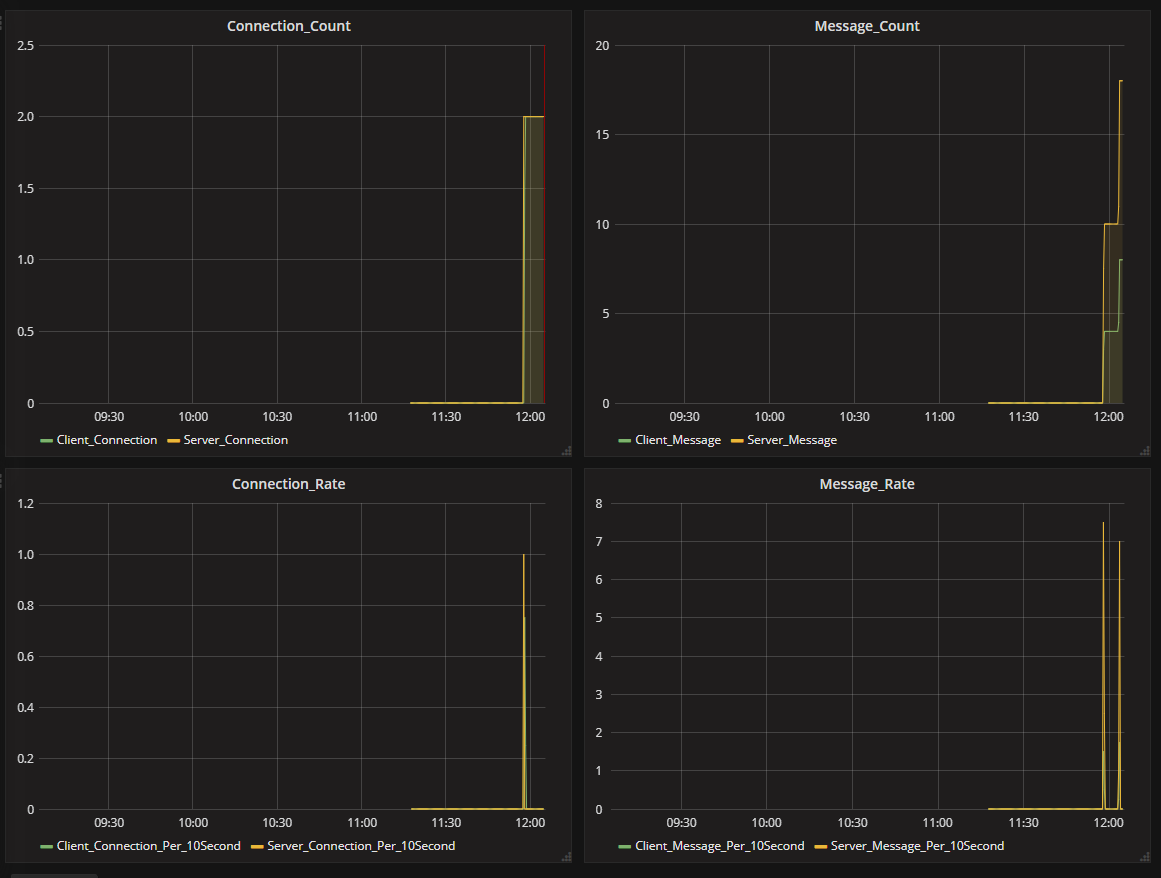 Connection_Count
2.5
2.0
1.5
1.0
0.5
0
09:30 10:00 10:30 11:00 11:30 12:00
Client_Connection Server_Connection
Message_Count
20
15
10
5
0
09:30 10:00 10:30 11:00 11:30 12:00
Client_Message Server_Message
Connection_Rate
1.2
1.0
0.8
0.6
0.4
0.2
0
09:30 10:00 10:30 11:00 11:30 12:00
Client_Connection_Per_10Second Server_Connection_Per_10Second
Message_Rate
8
7
6
5
4
3
2
1
0
09:30 10:00 10:30 11:00 11:30 12:00
Client_Message_Per_10Second Server_Message_Per_10Second